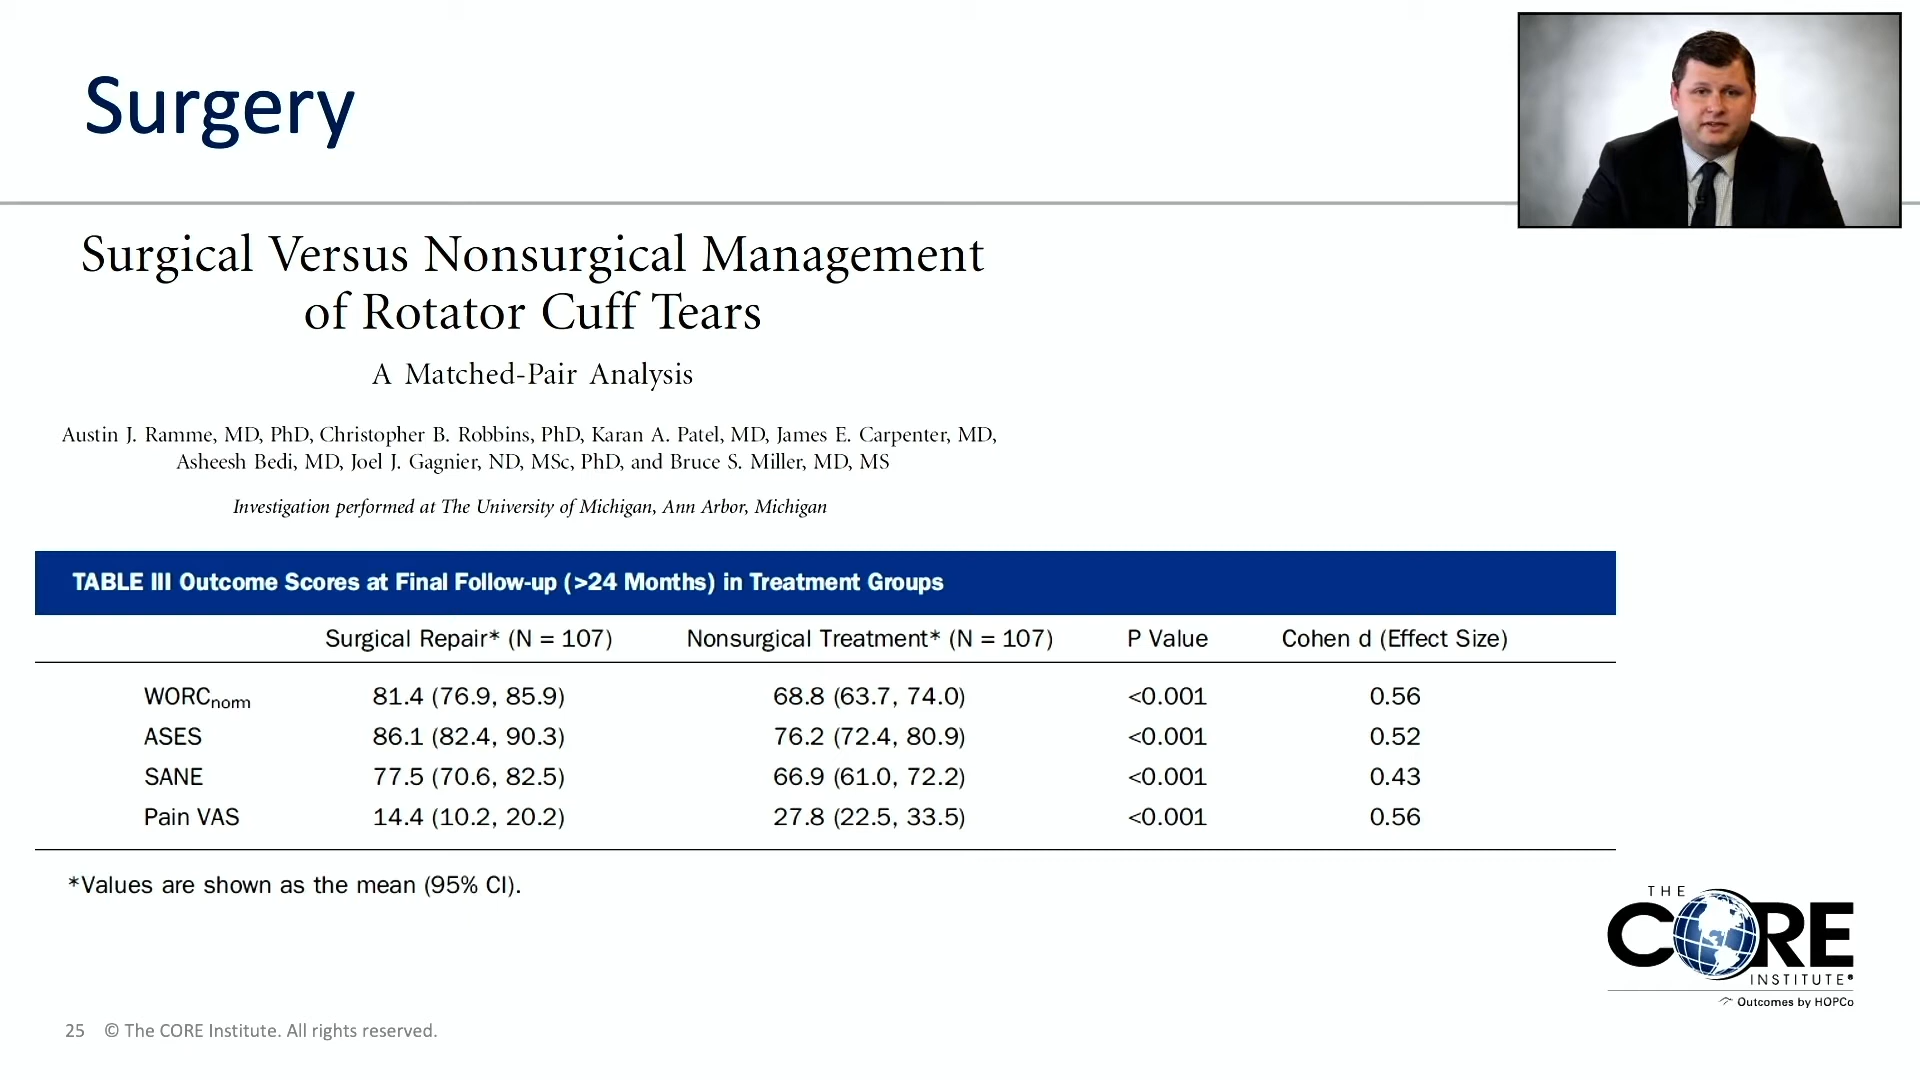 Surgery
Surgical Versus Nonsurgical Management
of Rotator Cuff Tears
A Matched-Pair Analysis
Austin J. Ramme, MD, PhD, Christopher B. Robbins, PhD, Karan A. Patel, MD, James E. Carpenter, MD,
Asheesh Bedi, MD, Joel J. Gagnier, ND, MSc, PhD, and Bruce S. Miller, MD, MS
Investigation performed at The University of Michigan, Ann Arbor, Michigan
TABLE III Outcome Scores at Final Follow-up (>24 Months) in Treatment Groups
Surgical Repair* (N = 107) Nonsurgical Treatment* (N = 107) P Value Cohen d (Effect Size)
WORCnorm 81.4 (76.9, 85.9) 68.8 (63.7, 74.0) <0.001 0.56
ASES 86.1 (82.4, 90.3) 76.2 (72.4, 80.9) <0.001 0.52
SANE 77.5 (70.6, 82.5) 66.9 (61.0, 72.2) <0.001 0.43
Pain VAS 14.4 (10.2, 20.2) 27.8 (22.5, 33.5) <0.001 0.56
*Values are shown as the mean (95% CI).
THE
CORE
INSTITUTE®
Outcomes by HOPCo
25 © The CORE Institute. All rights reserved.